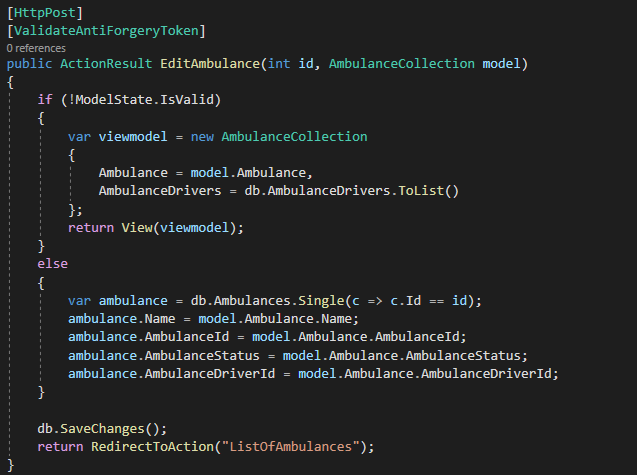 [HttpPost]
[ValidateAntiForgeryToken]
0 references
public ActionResult EditAmbulance(int id, AmbulanceCollection model)
{
if (!ModelState.IsValid)
{
var viewmodel = new AmbulanceCollection
{
Ambulance = model.Ambulance,
AmbulanceDrivers = db.AmbulanceDrivers.ToList()
};
return View(viewmodel);
}
else
{
var ambulance = db.Ambulances.Single(c => c.Id == id);
ambulance.Name = model.Ambulance.Name;
ambulance.AmbulanceId = model.Ambulance.AmbulanceId;
ambulance.AmbulanceStatus = model.Ambulance.AmbulanceStatus;
ambulance.AmbulanceDriverId = model.Ambulance.AmbulanceDriverId;
}
db.SaveChanges();
return RedirectToAction("ListOfAmbulances");
}